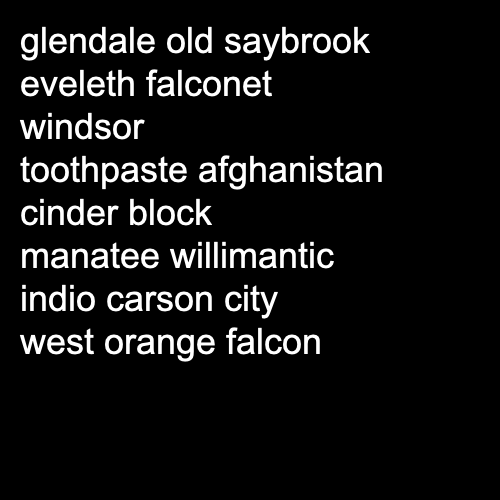 glendale old saybrook
eveleth falconet
windsor
toothpaste afghanistan
cinder block
manatee willimantic
indio carson city
west orange falcon